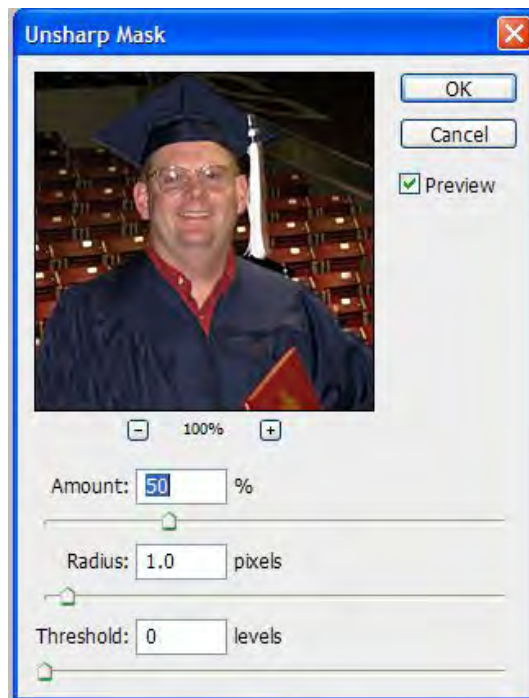 Unsharp Mask
OK
Cancel
Preview
100%
Amount: 50 %
Radius: 1.0 pixels
Threshold: 0 levels